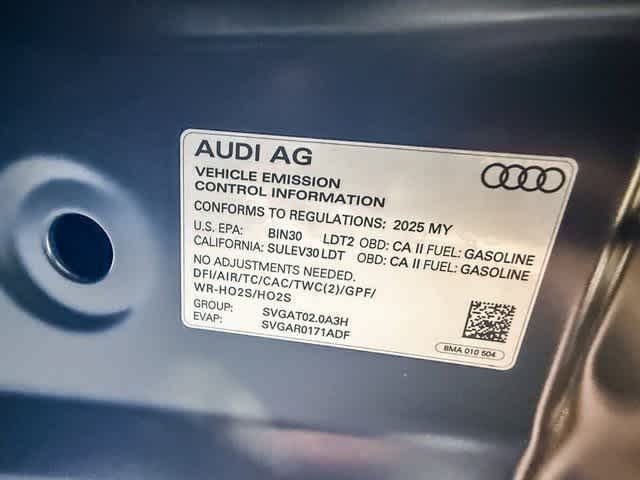 AUDI AG
VEHICLE EMISSION
CONTROL INFORMATION
CONFORMS TO REGULATIONS: 2025 MY
U.S. EPA: BIN30 LDT2 OBD: CA II FUEL: GASOLINE
CALIFORNIA: SULEV30 LDT OBD: CA II FUEL: GASOLINE
NO ADJUSTMENTS NEEDED.
DFI/AIR/TC/CAC/TWC(2)/GPF/
WR-HO2S/HO2S
GROUP: SVGAT02.0A3H
EVAP: SVGAR0171ADF
8MA 010 504